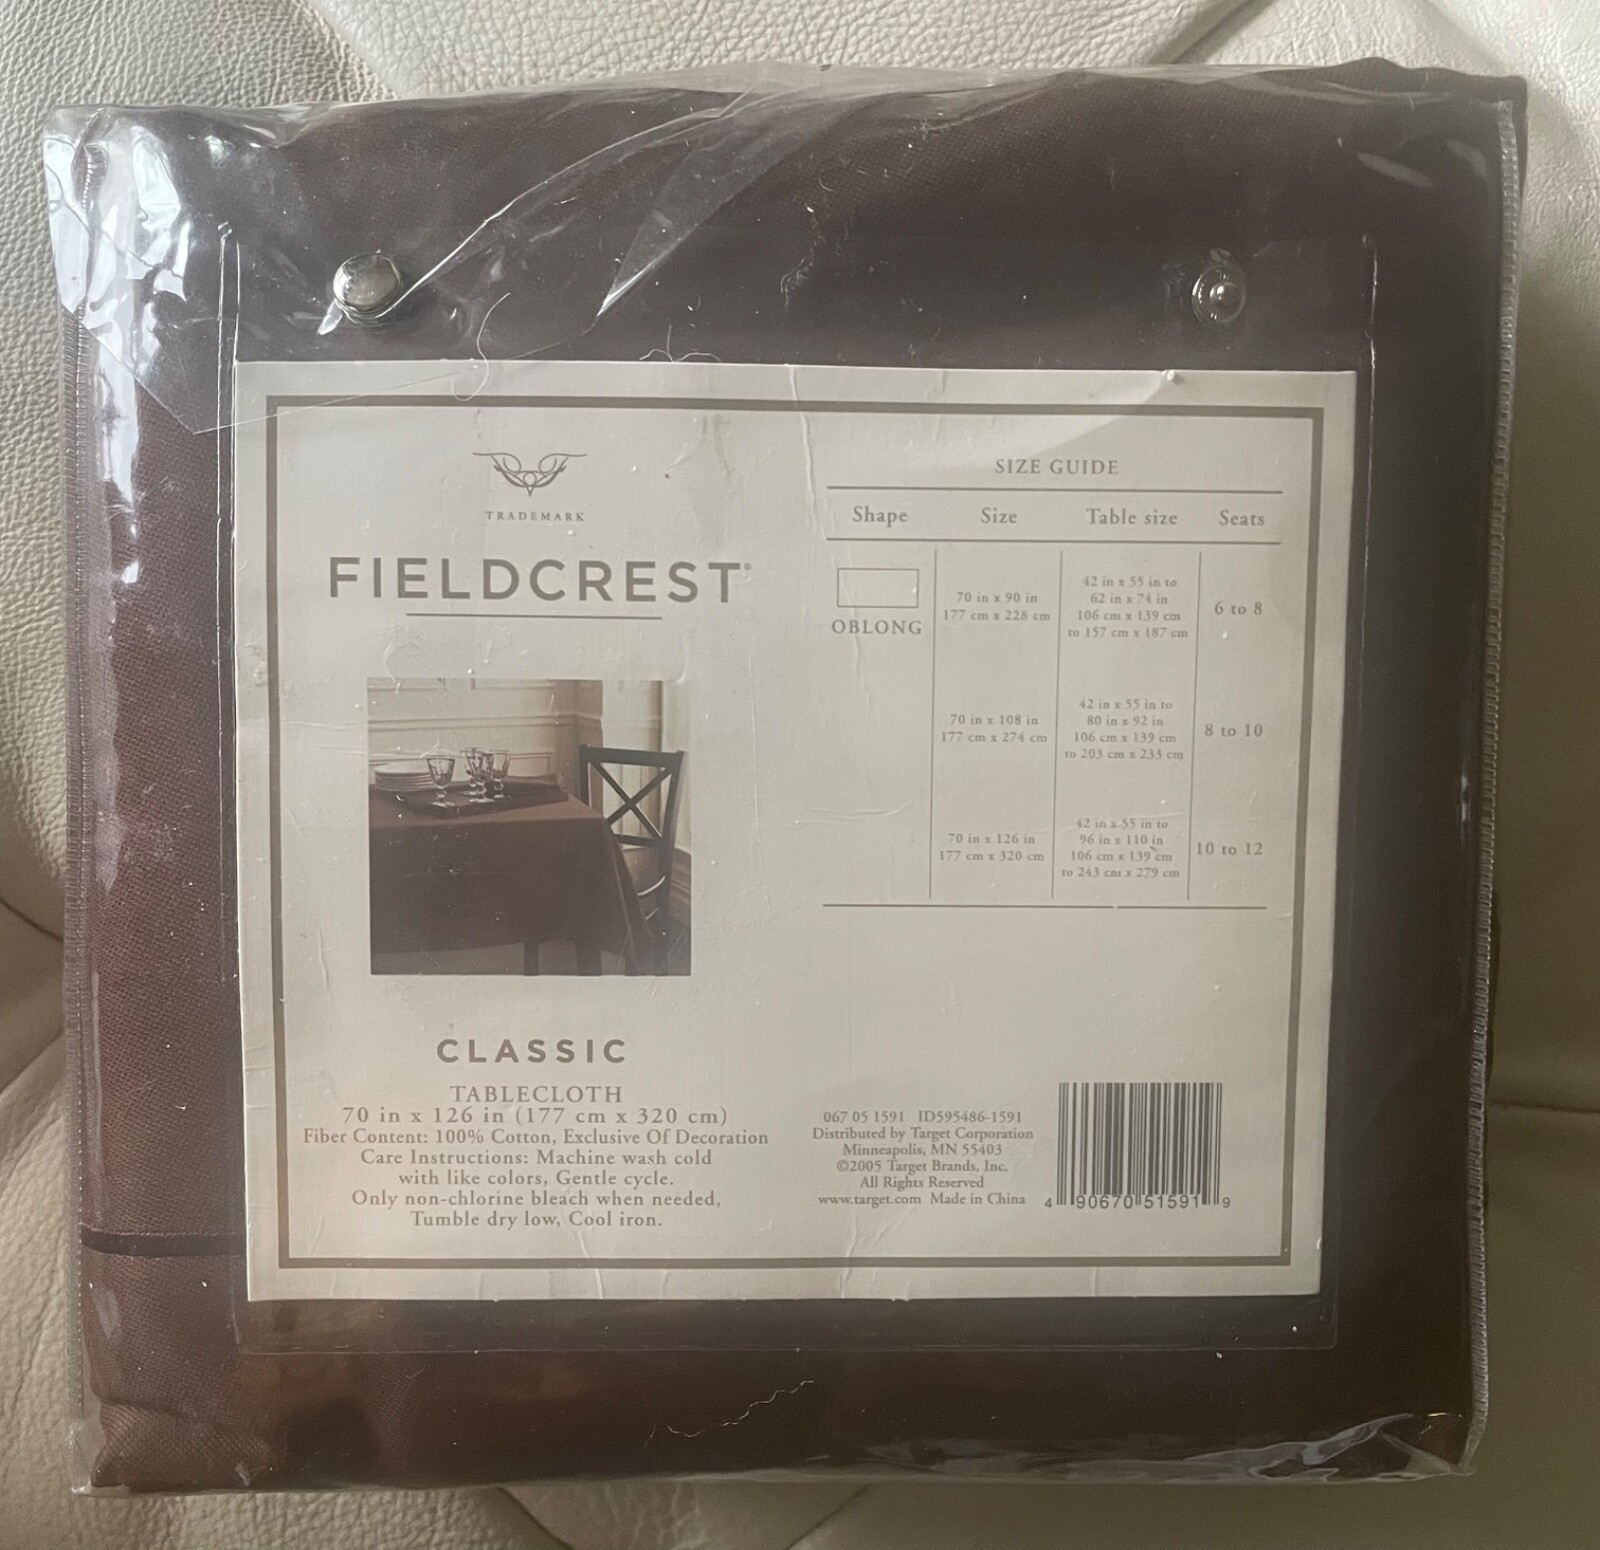 TRADEMARK
FIELDCREST®
CLASSIC
TABLECLOTH
70 in x 126 in (177 cm x 320 cm)
Fiber Content: 100% Cotton, Exclusive Of Decoration
Care Instructions: Machine wash cold
with like colors, Gentle cycle.
Only non-chlorine bleach when needed,
Tumble dry low, Cool iron.
SIZE GUIDE
Shape Size Table size Seats
OBLONG
70 in x 90 in
177 cm x 228 cm
42 in x 55 in to
62 in x 74 in
106 cm x 139 cm
to 157 cm x 187 cm
6 to 8
70 in x 108 in
177 cm x 274 cm
42 in x 55 in to
80 in x 92 in
106 cm x 139 cm
to 203 cm x 233 cm
8 to 10
70 in x 126 in
177 cm x 320 cm
42 in x 55 in to
96 in x 110 in
106 cm x 139 cm
to 243 cm x 279 cm
10 to 12
067 05 1591 ID595486-1591
Distributed by Target Corporation
Minneapolis, MN 55403
©2005 Target Brands, Inc.
All Rights Reserved
www.target.com Made in China
4 90670 51591 9